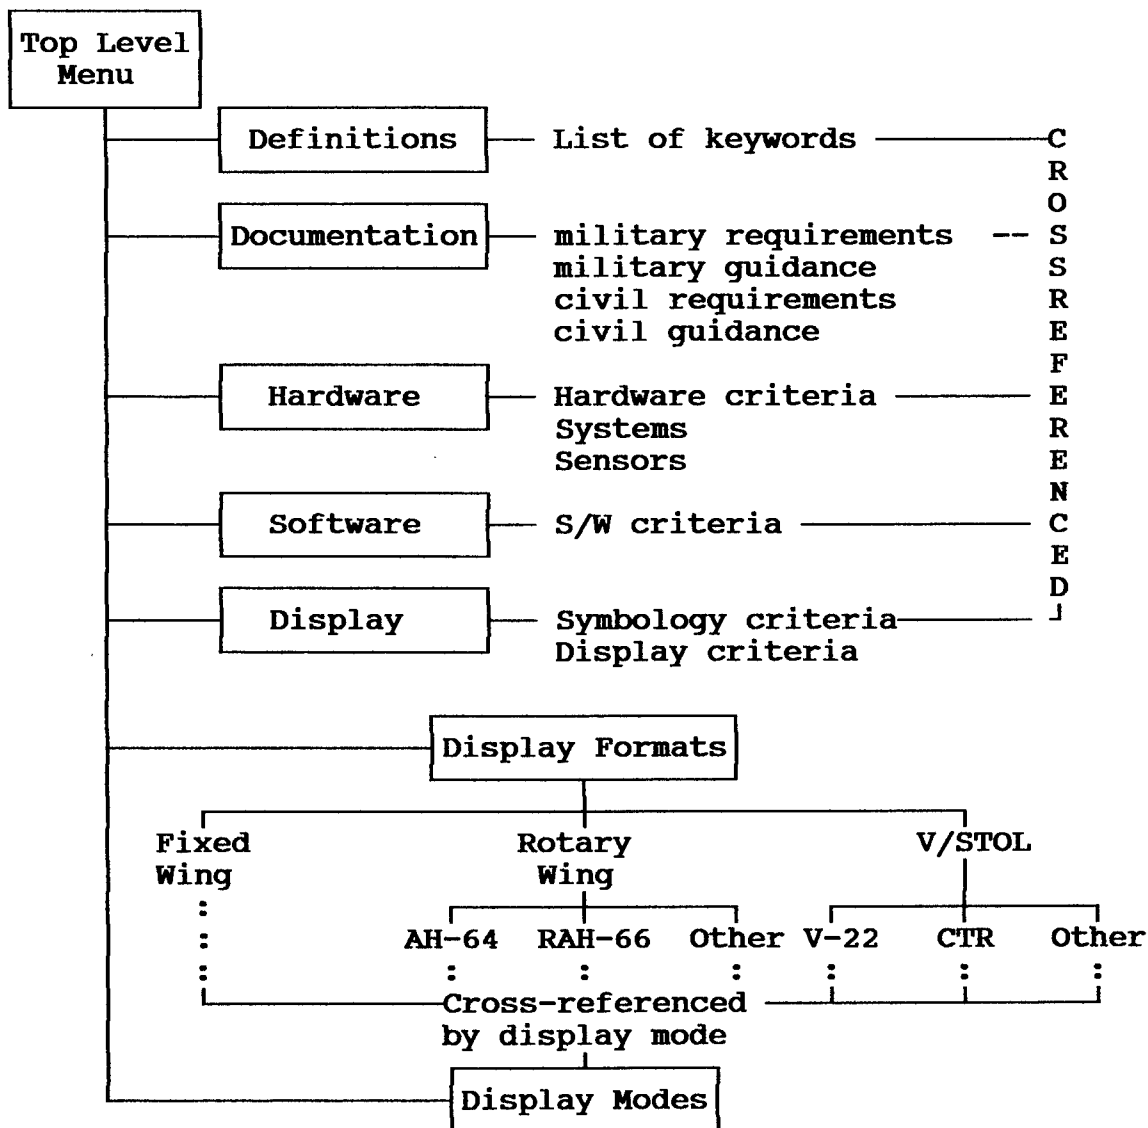 Top Level
Menu
Definitions List of keywords
Documentation military requirements --
military guidance
civil requirements
civil guidance
Hardware Hardware criteria
Systems
Sensors
Software S/W criteria
Display Symbology criteria
Display criteria
CROSSREFERENCED
Display Formats
Fixed
Wing
Rotary
Wing
V/STOL
AH-64 RAH-66 Other V-22 CTR Other
Cross-referenced
by display mode
Display Modes